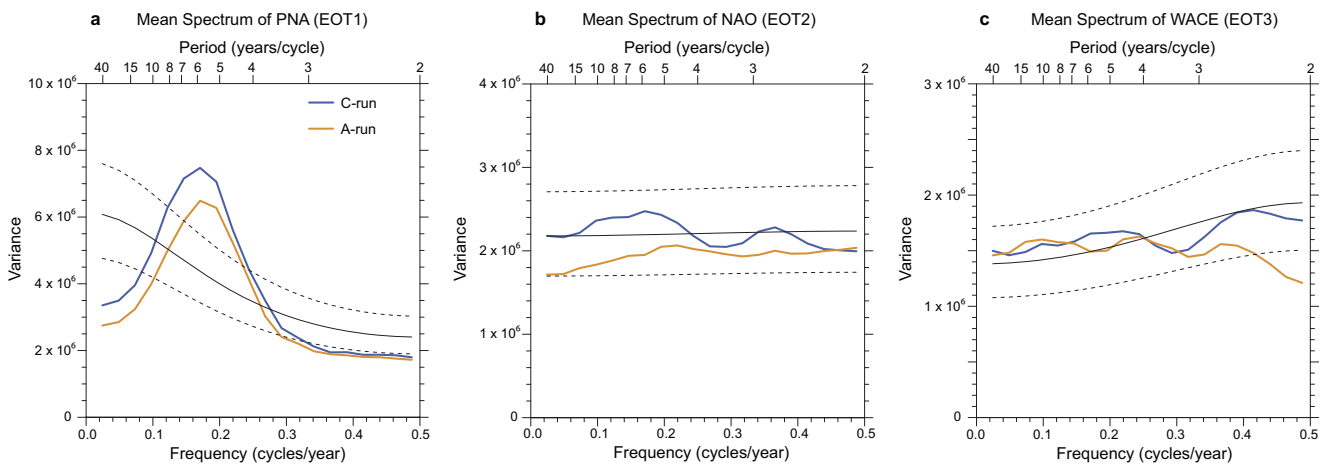 a Mean Spectrum of PNA (EOT1)
Period (years/cycle)
40 15 10 8 7 6 5 4 3 2
10 x 10⁶
8 x 10⁶
6 x 10⁶
4 x 10⁶
2 x 10⁶
0
Variance
C-run
A-run
0.0 0.1 0.2 0.3 0.4 0.5
Frequency (cycles/year)
b Mean Spectrum of NAO (EOT2)
Period (years/cycle)
40 15 10 8 7 6 5 4 3 2
4 x 10⁶
3 x 10⁶
2 x 10⁶
1 x 10⁶
0
Variance
0.0 0.1 0.2 0.3 0.4 0.5
Frequency (cycles/year)
c Mean Spectrum of WACE (EOT3)
Period (years/cycle)
40 15 10 8 7 6 5 4 3 2
3 x 10⁶
2 x 10⁶
1 x 10⁶
0
Variance
0.0 0.1 0.2 0.3 0.4 0.5
Frequency (cycles/year)